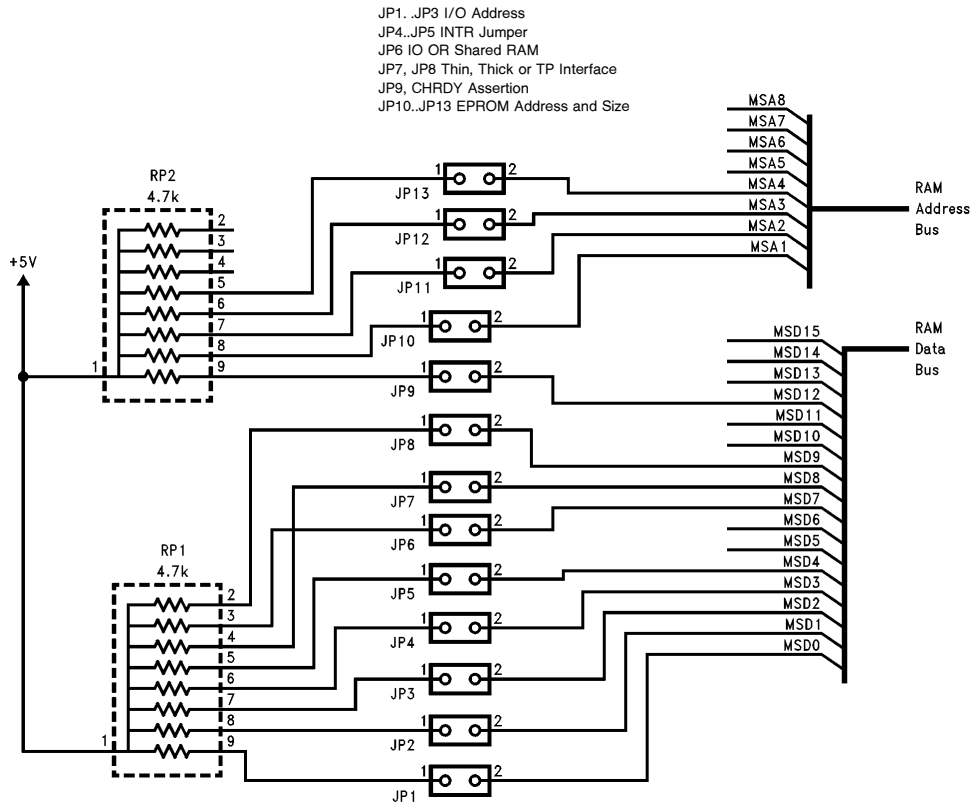 JP1. .JP3 I/O Address
JP4..JP5 INTR Jumper
JP6 IO OR Shared RAM
JP7, JP8 Thin, Thick or TP Interface
JP9, CHRDY Assertion
JP10..JP13 EPROM Address and Size
MSA8
MSA7
MSA6
MSA5
MSA4
MSA3
MSA2
MSA1
RAM
Address
Bus
RP2
4.7k
2
3
4
5
6
7
8
9
1
+5V
1 2
JP13
1 2
JP12
1 2
JP11
1 2
JP10
1 2
JP9
1 2
JP8
1 2
JP7
1 2
JP6
1 2
JP5
1 2
JP4
1 2
JP3
1 2
JP2
1 2
JP1
MSD15
MSD14
MSD13
MSD12
MSD11
MSD10
MSD9
MSD8
MSD7
MSD6
MSD5
MSD4
MSD3
MSD2
MSD1
MSD0
RAM
Data
Bus
RP1
4.7k
2
3
4
5
6
7
8
9
1